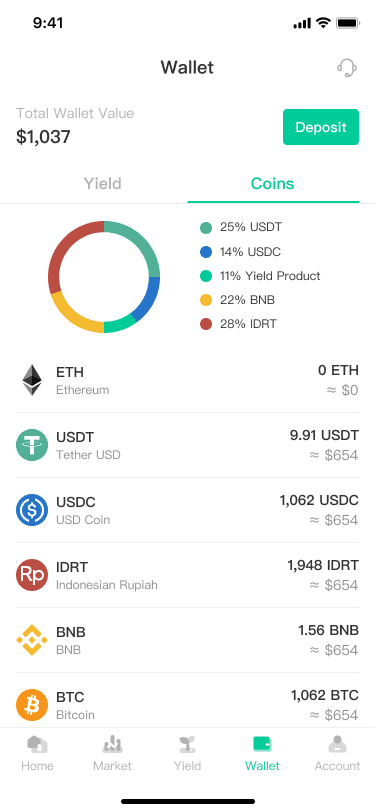 9:41
Wallet
Total Wallet Value
$1,037
Deposit
Yield
Coins
25% USDT
14% USDC
11% Yield Product
22% BNB
28% IDRT
ETH
0 ETH
Ethereum
≈ $0
USDT
9.91 USDT
Tether USD
≈ $654
USDC
1,062 USDC
USD Coin
≈ $654
Rp
IDRT
1,948 IDRT
Indonesian Rupiah
≈ $654
BNB
1.56 BNB
BNB
≈ $654
BTC
1,062 BTC
Bitcoin
≈ $654
Home
Market
Yield
Wallet
Account